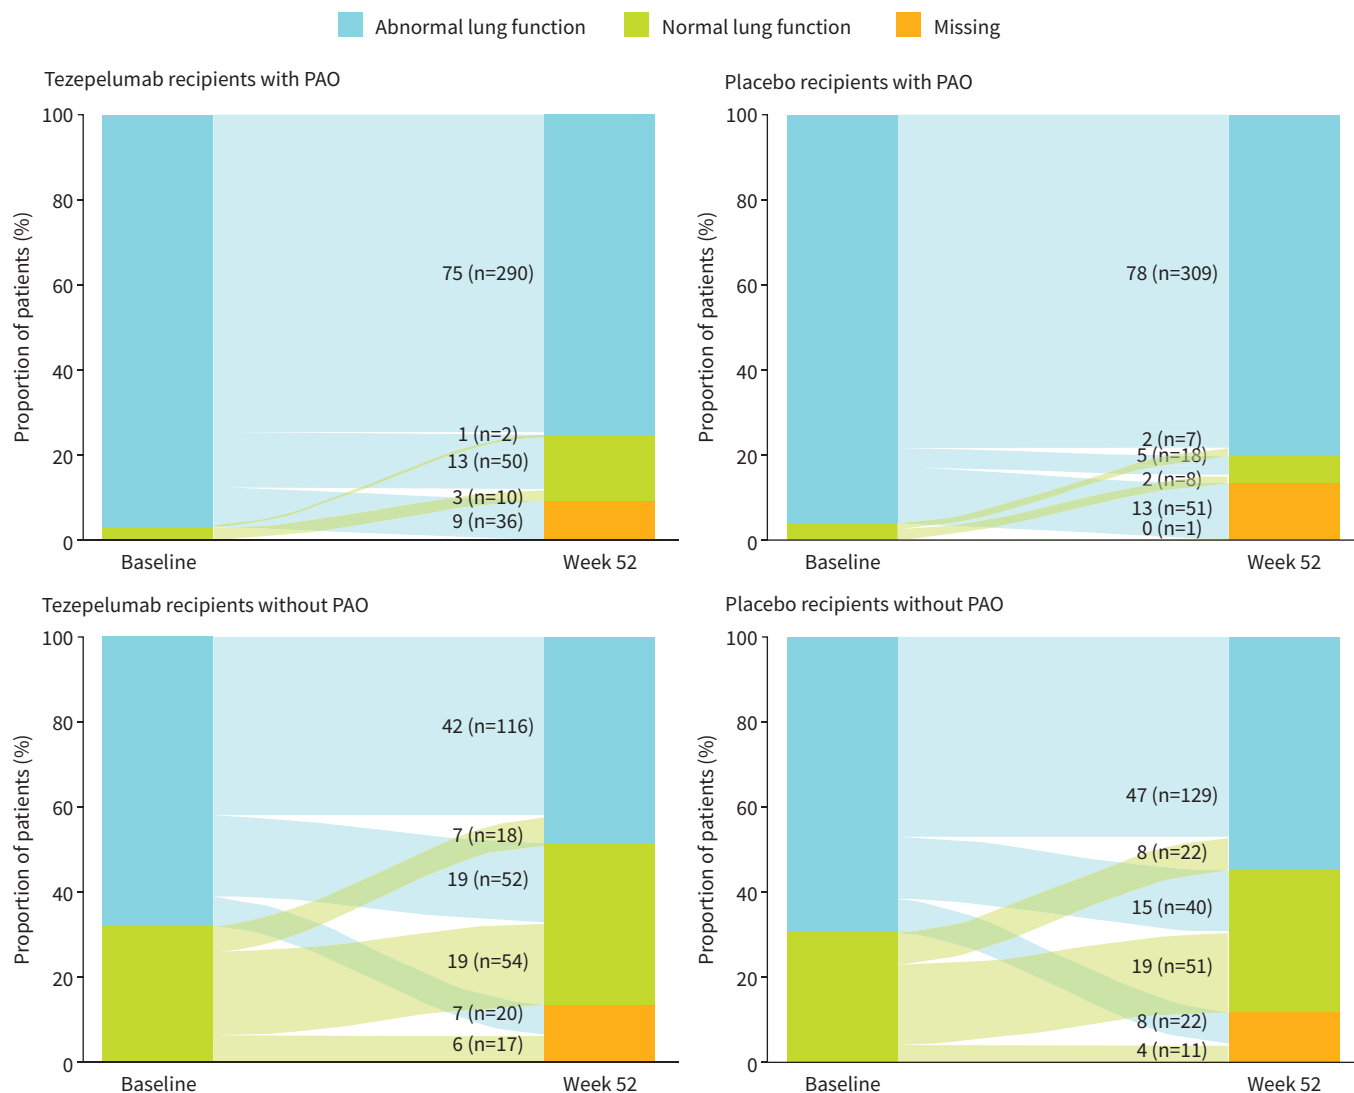 Abnormal lung function
Normal lung function
Missing
Tezepelumab recipients with PAO
Proportion of patients (%)
100
80
60
40
20
0
75 (n=290)
1 (n=2)
13 (n=50)
3 (n=10)
9 (n=36)
Baseline
Week 52
Placebo recipients with PAO
Proportion of patients (%)
100
80
60
40
20
0
78 (n=309)
2 (n=7)
5 (n=18)
2 (n=8)
13 (n=51)
0 (n=1)
Baseline
Week 52
Tezepelumab recipients without PAO
Proportion of patients (%)
100
80
60
40
20
0
42 (n=116)
7 (n=18)
19 (n=52)
19 (n=54)
7 (n=20)
6 (n=17)
Baseline
Week 52
Placebo recipients without PAO
Proportion of patients (%)
100
80
60
40
20
0
47 (n=129)
8 (n=22)
15 (n=40)
19 (n=51)
8 (n=22)
4 (n=11)
Baseline
Week 52